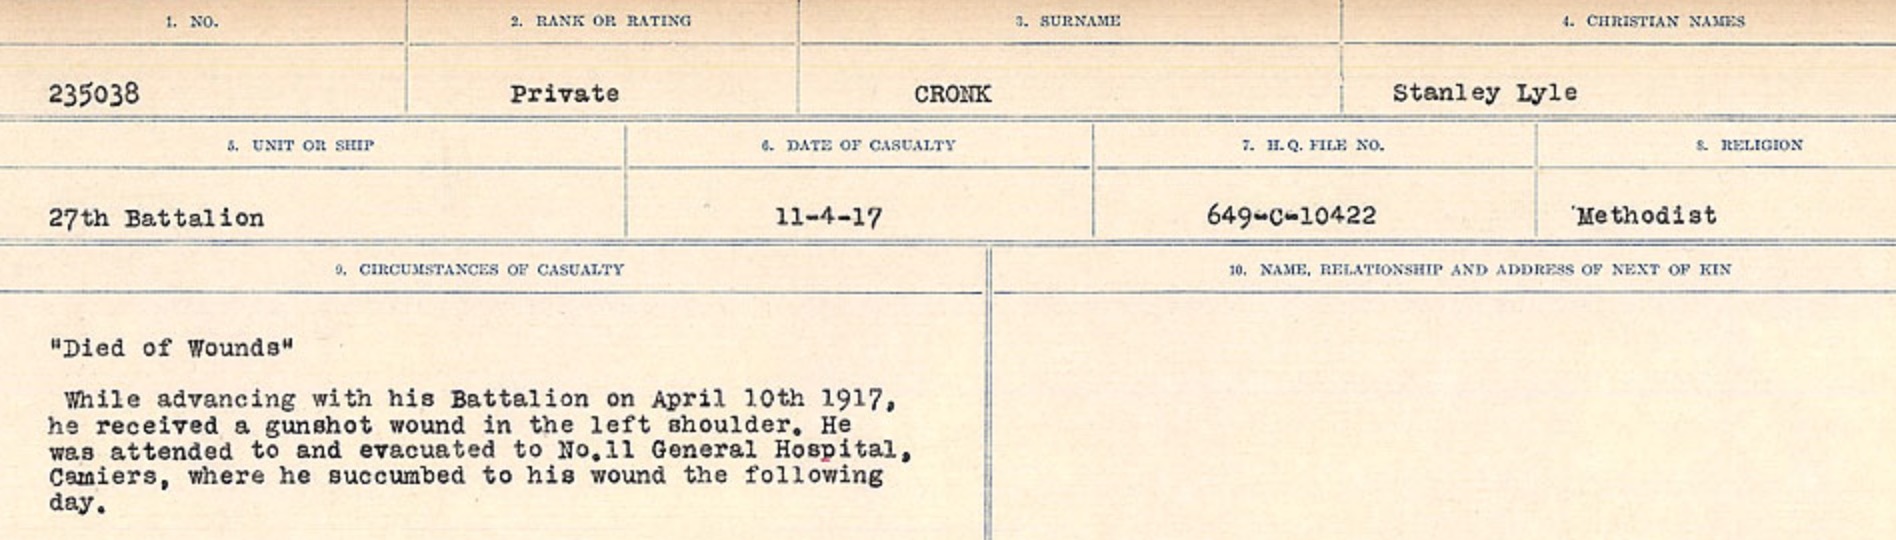 1. NO. 2. RANK OR RATING 3. SURNAME 4. CHRISTIAN NAMES
235038 Private CRONK Stanley Lyle
5. UNIT OR SHIP 6. DATE OF CASUALTY 7. H.Q. FILE NO. 8. RELIGION
27th Battalion 11-4-17 649-C-10422 Methodist
9. CIRCUMSTANCES OF CASUALTY 10. NAME, RELATIONSHIP AND ADDRESS OF NEXT OF KIN
"Died of Wounds"
While advancing with his Battalion on April 10th 1917,
he received a gunshot wound in the left shoulder. He
was attended to and evacuated to No.11 General Hospital,
Camiers, where he succumbed to his wound the following
day.